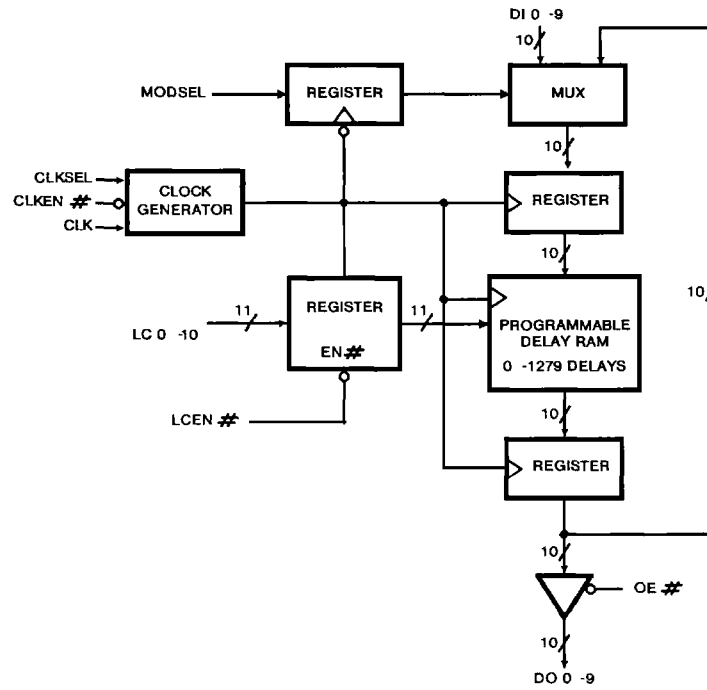 DI 0 -9
10
MODSEL
REGISTER
MUX
10
CLKSEL
CLKEN #
CLK
CLOCK
GENERATOR
REGISTER
10
LC 0 -10
11
REGISTER
EN#
11
PROGRAMMABLE
DELAY RAM
0 -1279 DELAYS
10
LCEN #
10
REGISTER
10
OE #
10
DO 0 -9